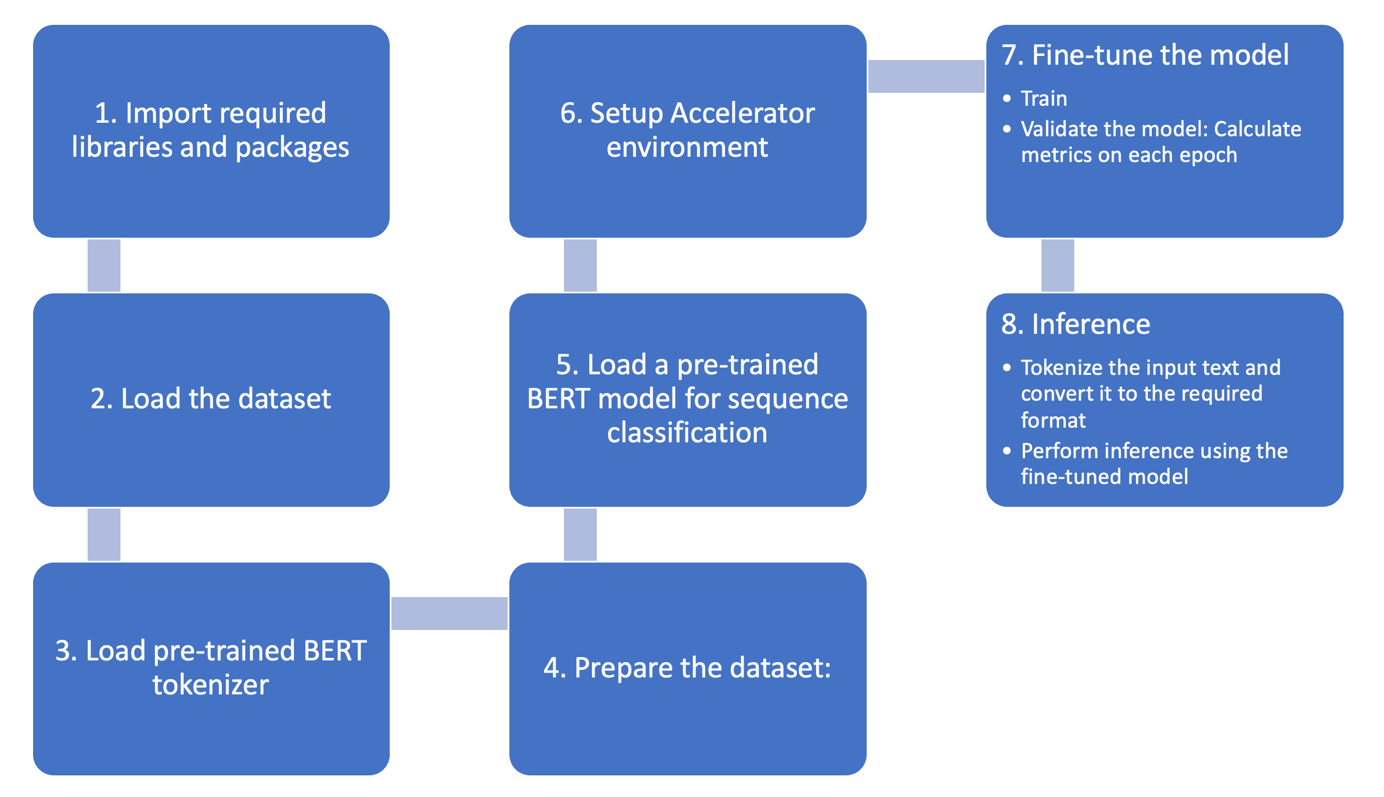 1. Import required
libraries and packages
2. Load the dataset
3. Load pre-trained BERT
tokenizer
4. Prepare the dataset:
5. Load a pre-trained
BERT model for sequence
classification
6. Setup Accelerator
environment
7. Fine-tune the model
• Train
• Validate the model: Calculate
metrics on each epoch
8. Inference
• Tokenize the input text and
convert it to the required
format
• Perform inference using the
fine-tuned model